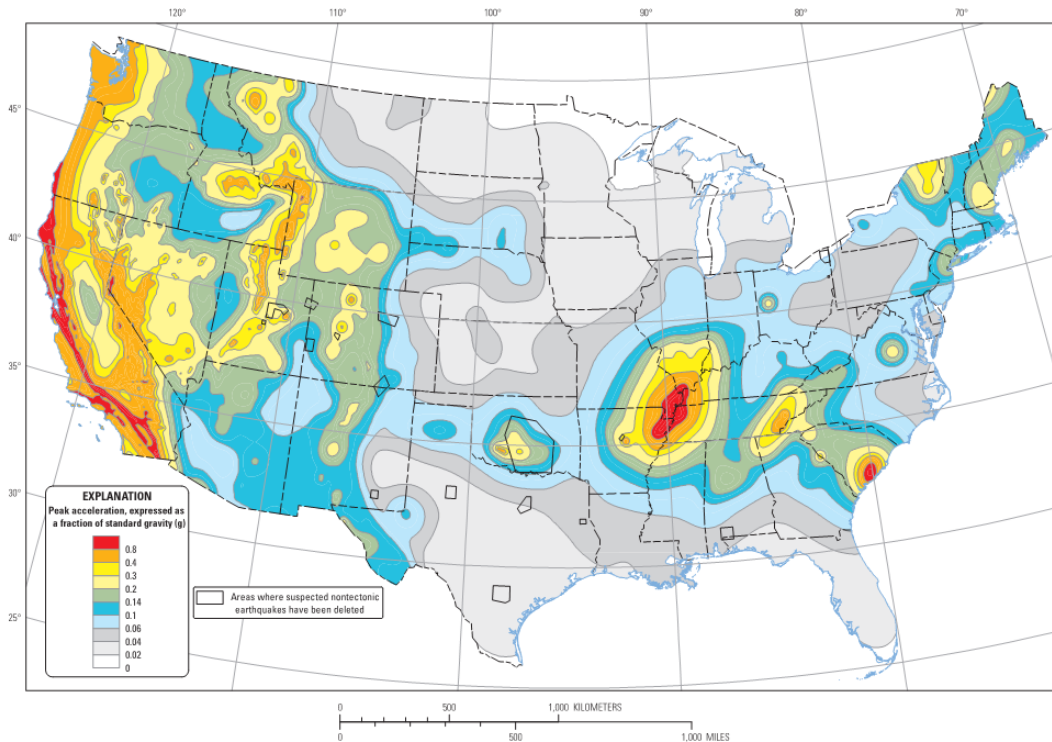 120° 110° 100° 90° 80° 70°
45°
40°
35°
30°
25°
EXPLANATION
Peak acceleration, expressed as
a fraction of standard gravity (g)
0.8
0.4
0.3
0.2
0.14
0.1
0.06
0.04
0.02
0
Areas where suspected nontectonic
earthquakes have been deleted
0 500 1,000 KILOMETERS
0 500 1,000 MILES